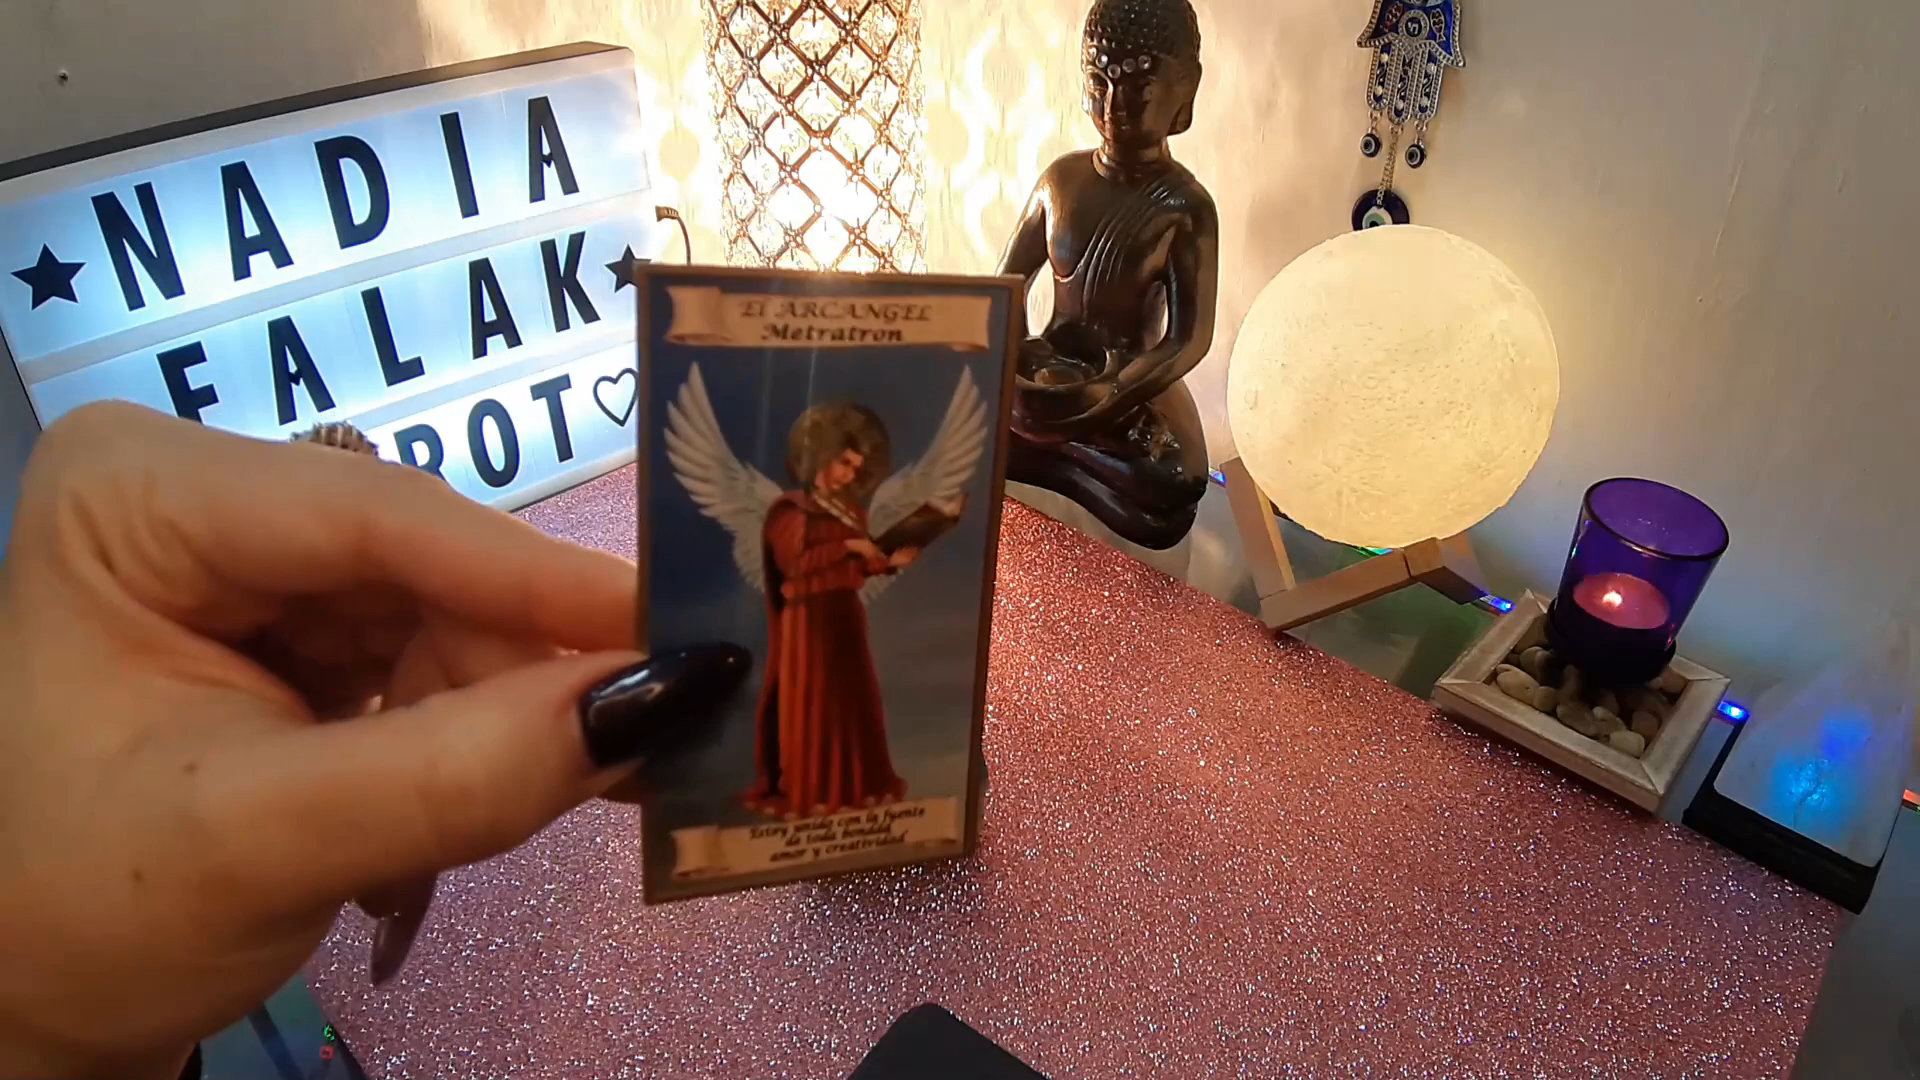 ★NADIA
FALAK★
ROT♡
El ARCANGEL
Metratron
Estoy unido con la fuente
de toda bondad
amor y creatividad